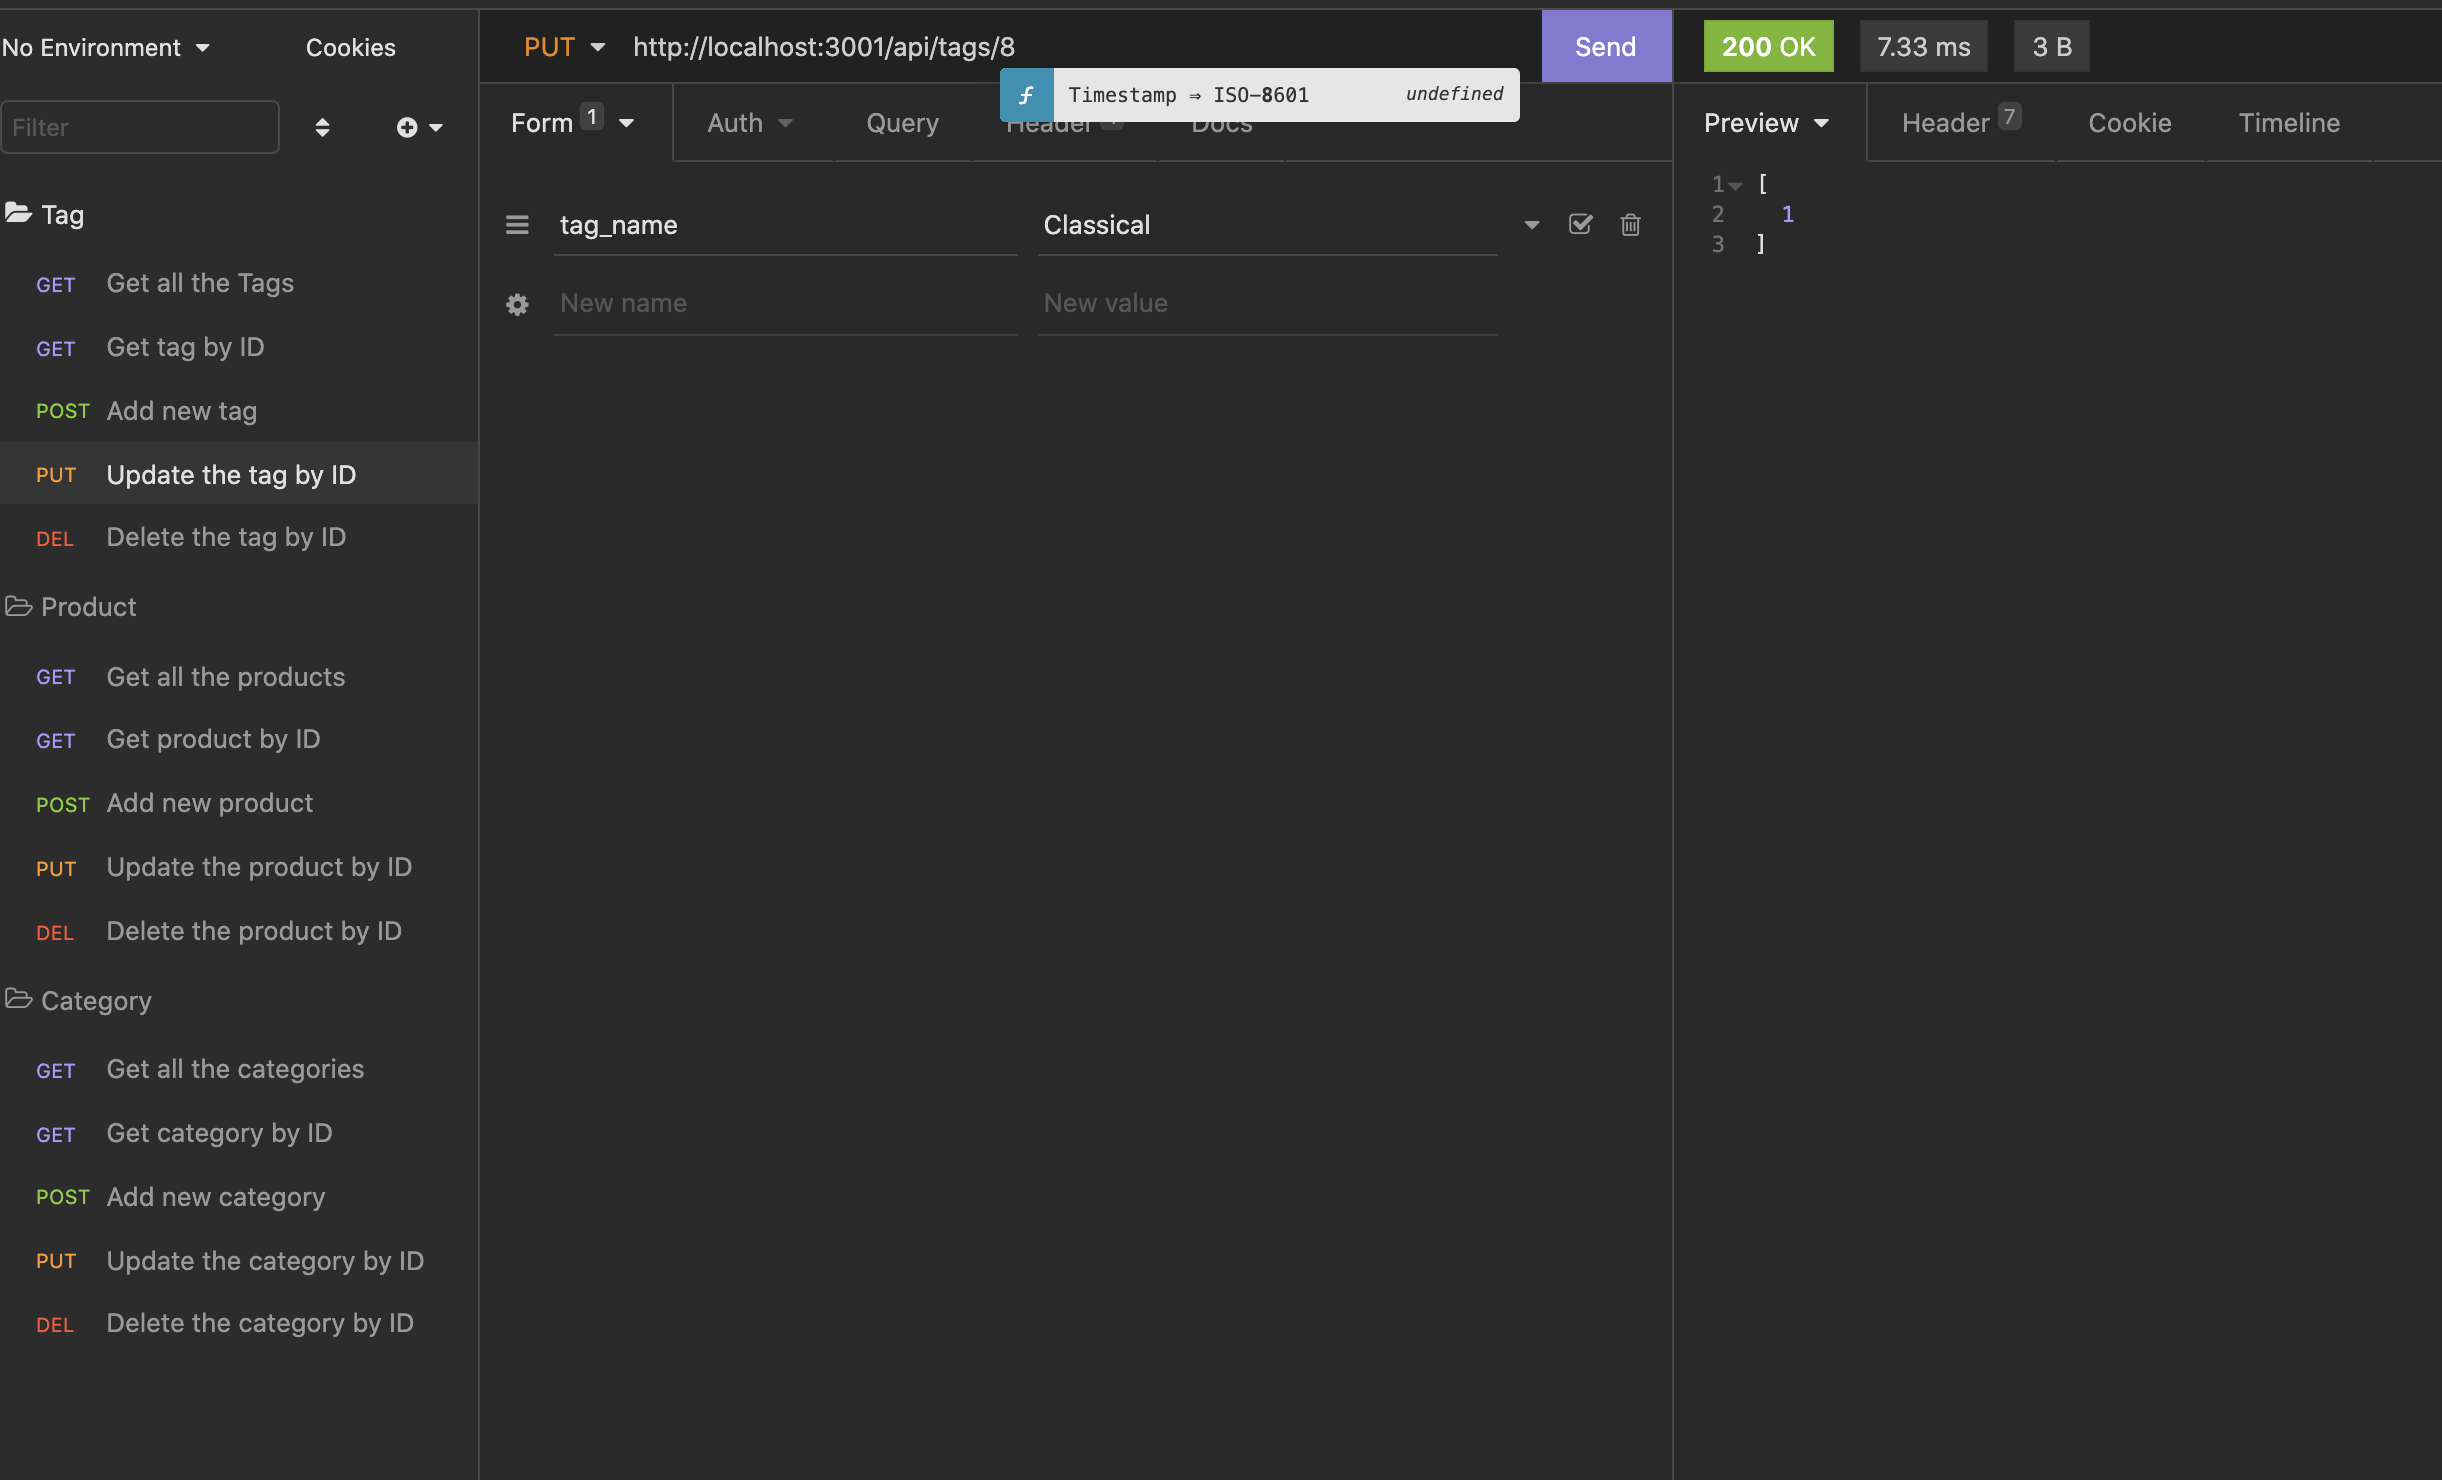 No Environment
Cookies
Filter
Tag
GET Get all the Tags
GET Get tag by ID
POST Add new tag
PUT Update the tag by ID
DEL Delete the tag by ID
Product
GET Get all the products
GET Get product by ID
POST Add new product
PUT Update the product by ID
DEL Delete the product by ID
Category
GET Get all the categories
GET Get category by ID
POST Add new category
PUT Update the category by ID
DEL Delete the category by ID
PUT http://localhost:3001/api/tags/8
Send
f Timestamp ⇒ ISO-8601 undefined
Form 1 Auth Query Header Docs
tag_name Classical
New name New value
200 OK 7.33 ms 3 B
Preview Header 7 Cookie Timeline
1 [
2 1
3 ]